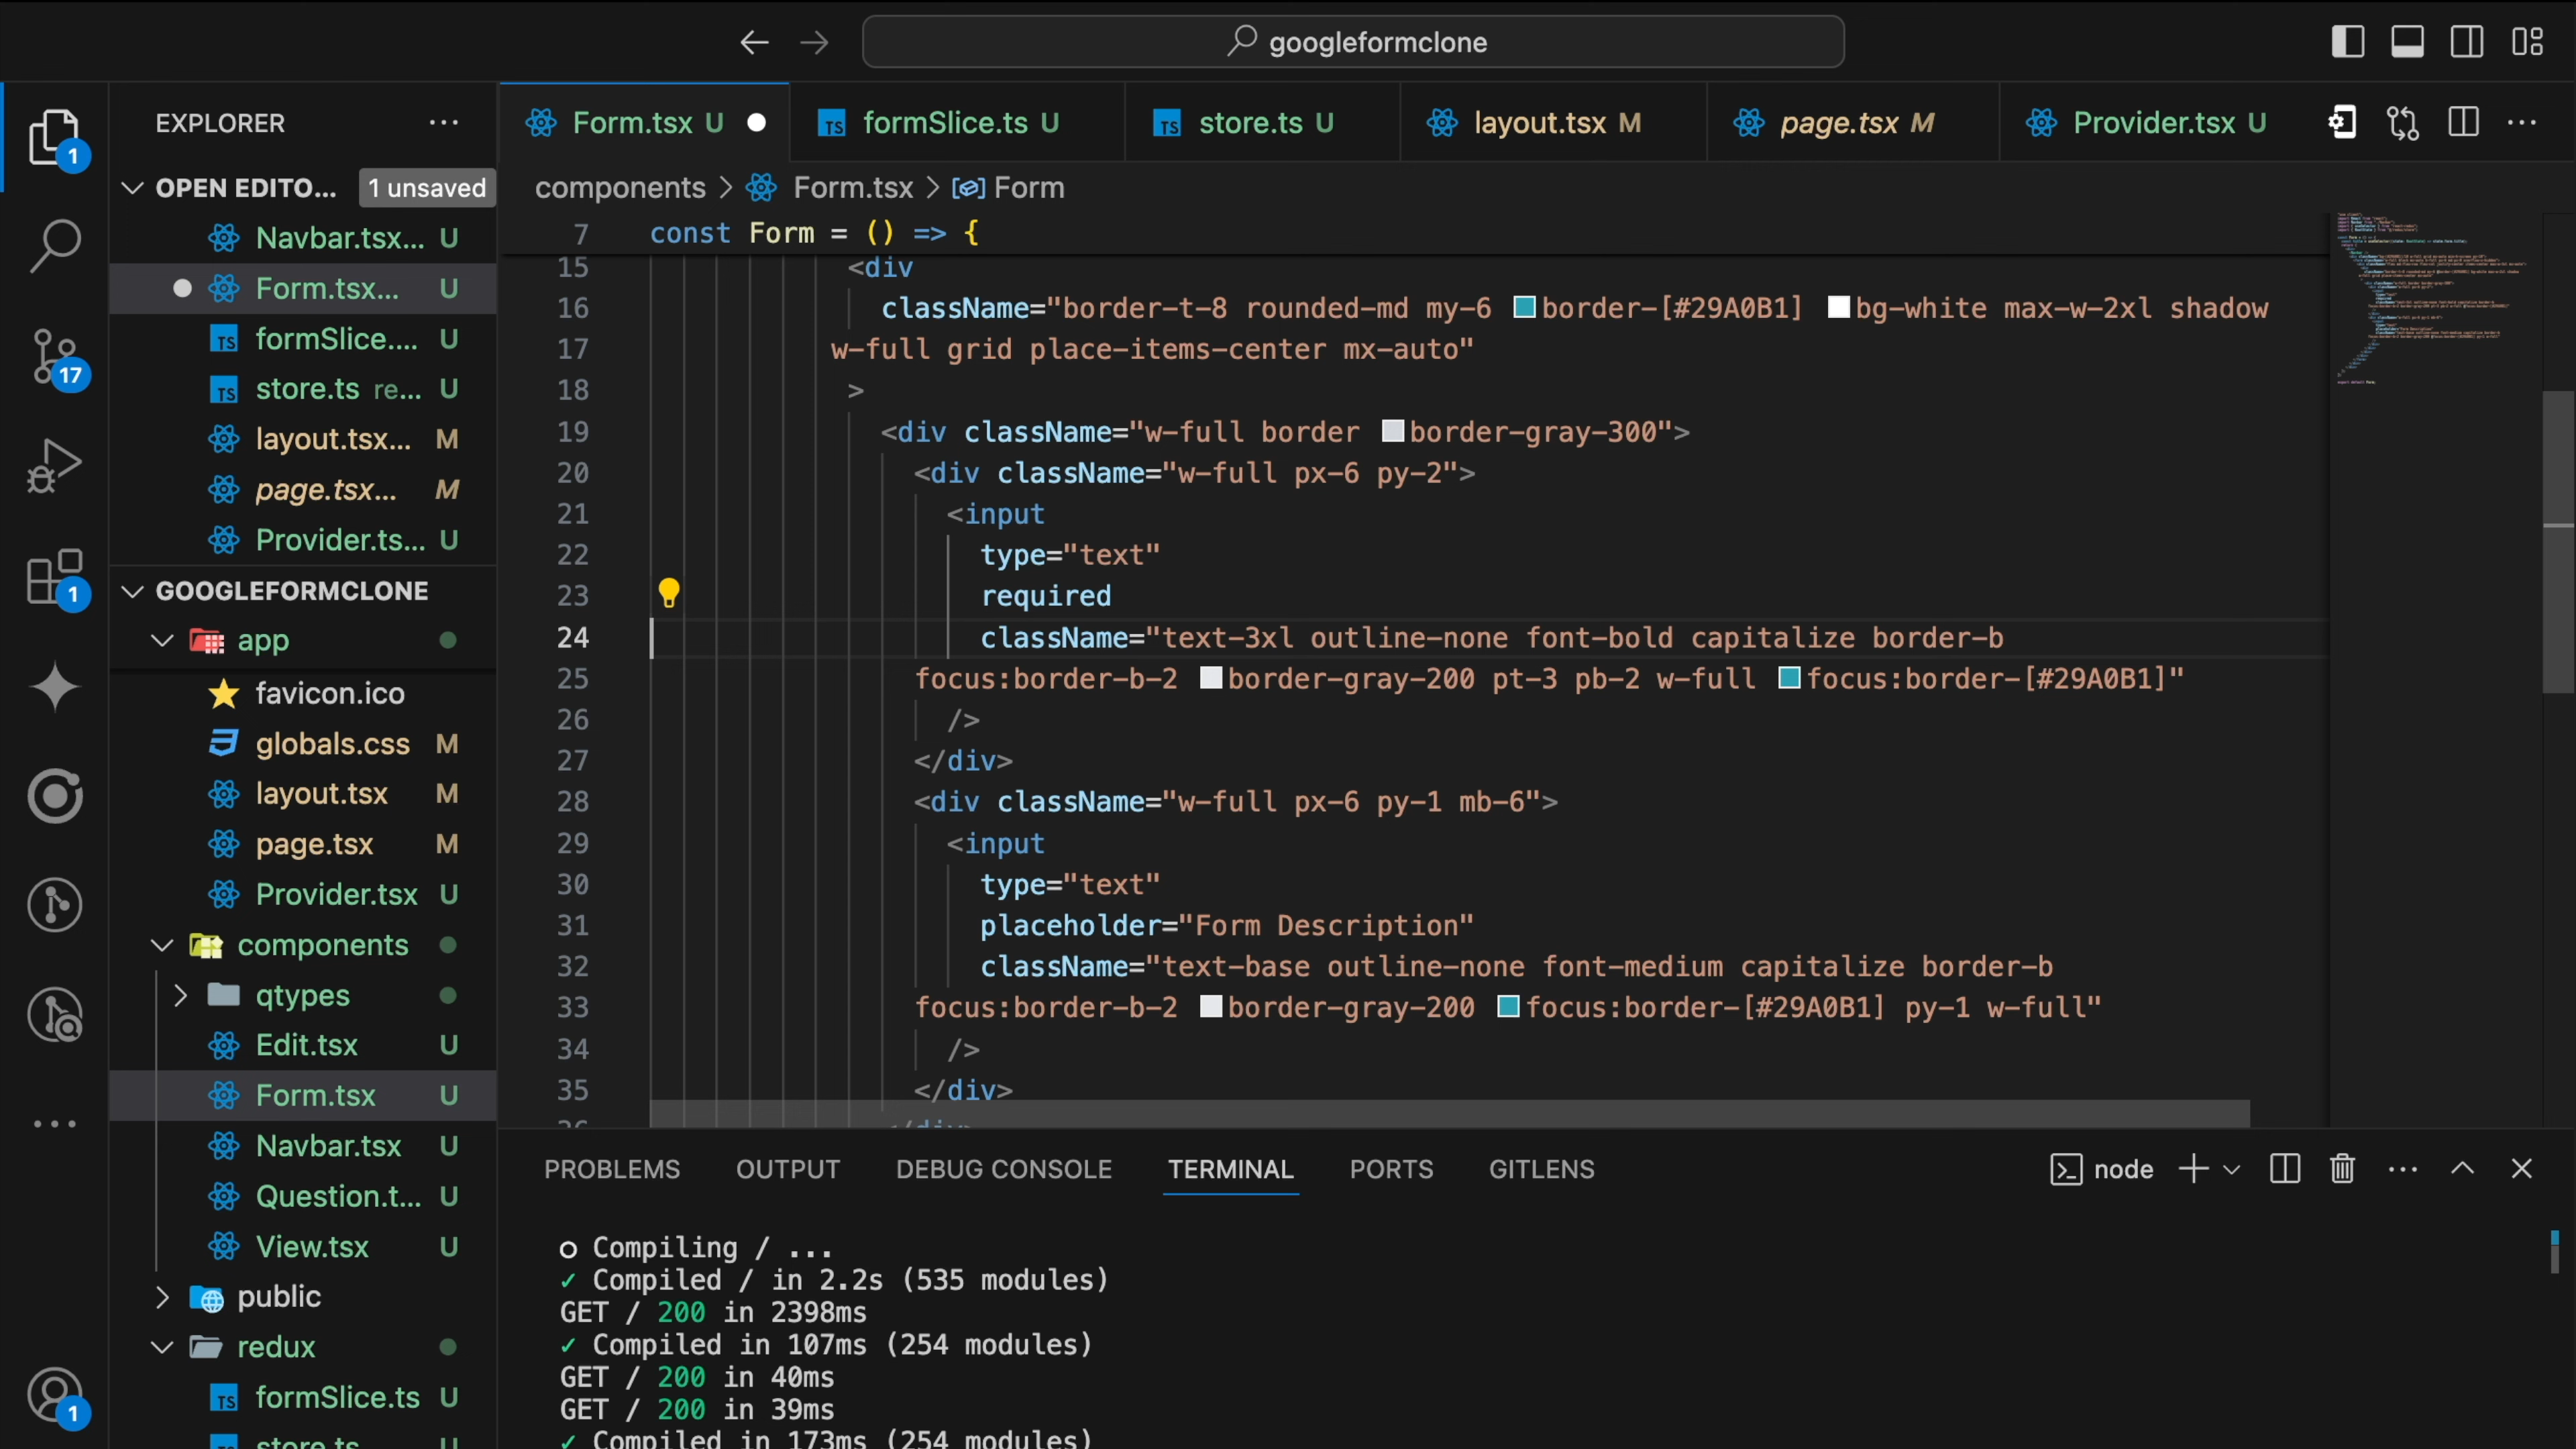 googleformclone
EXPLORER
OPEN EDITO... 1 unsaved
Navbar.tsx... U
Form.tsx... U
formSlice.... U
store.ts re... U
layout.tsx... M
page.tsx... M
Provider.ts... U
GOOGLEFORMCLONE
app
favicon.ico
globals.css M
layout.tsx M
page.tsx M
Provider.tsx U
components
qtypes
Edit.tsx U
Form.tsx U
Navbar.tsx U
Question.t... U
View.tsx U
public
redux
formSlice.ts U
store.ts U
1
17
1
1
Form.tsx U formSlice.ts U store.ts U layout.tsx M page.tsx M Provider.tsx U
components > Form.tsx > Form
7 const Form = () => {
15 <div
16 className="border-t-8 rounded-md my-6 border-[#29A0B1] bg-white max-w-2xl shadow
17 w-full grid place-items-center mx-auto"
18 >
19 <div className="w-full border border-gray-300">
20 <div className="w-full px-6 py-2">
21 <input
22 type="text"
23 required
24 className="text-3xl outline-none font-bold capitalize border-b
25 focus:border-b-2 border-gray-200 pt-3 pb-2 w-full focus:border-[#29A0B1]"
26 />
27 </div>
28 <div className="w-full px-6 py-1 mb-6">
29 <input
30 type="text"
31 placeholder="Form Description"
32 className="text-base outline-none font-medium capitalize border-b
33 focus:border-b-2 border-gray-200 focus:border-[#29A0B1] py-1 w-full"
34 />
35 </div>
PROBLEMS OUTPUT DEBUG CONSOLE TERMINAL PORTS GITLENS node
Compiling / ...
✓ Compiled / in 2.2s (535 modules)
GET / 200 in 2398ms
✓ Compiled in 107ms (254 modules)
GET / 200 in 40ms
GET / 200 in 39ms
✓ Compiled in 173ms (254 modules)